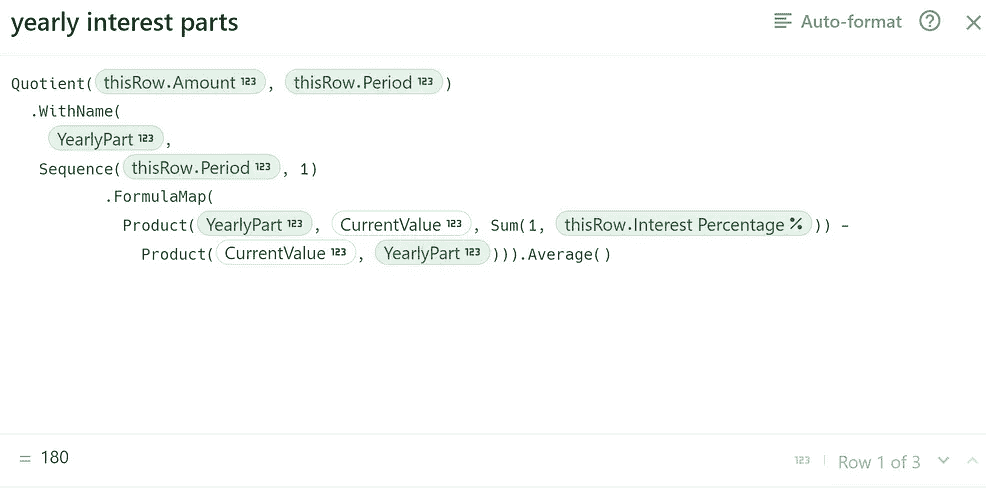 yearly interest parts
Auto-format
Quotient( thisRow.Amount 123 , thisRow.Period 123 )
.WithName(
YearlyPart 123 ,
Sequence( thisRow.Period 123 , 1)
.FormulaMap(
Product( YearlyPart 123 , CurrentValue 123 , Sum(1, thisRow.Interest Percentage % )) -
Product( CurrentValue 123 , YearlyPart 123 ))).Average()
= 180
123 | Row 1 of 3